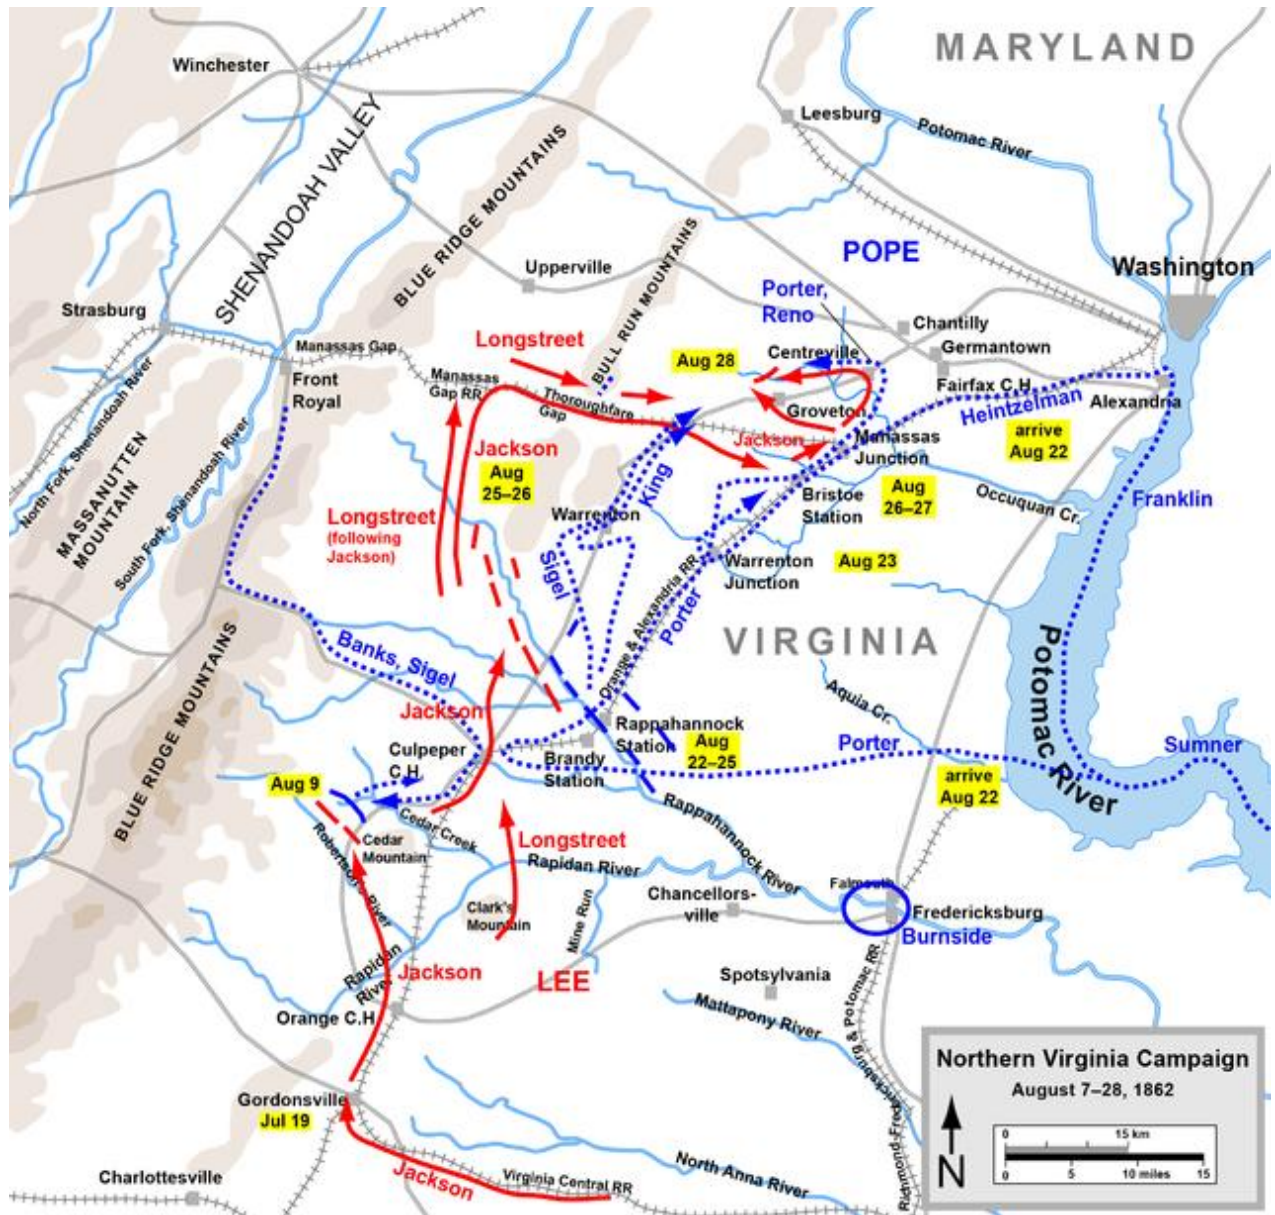 MARYLAND
Winchester
Leesburg
Potomac River
SHENANDOAH VALLEY
BLUE RIDGE MOUNTAINS
BULL RUN MOUNTAINS
POPE
Washington
Upperville
Porter,
Reno
Strasburg
Chantilly
Longstreet
Manassas Gap
Aug 28
Centreville
Germantown
Front
Royal
Manassas
Gap RR
Thoroughfare
Gap
Fairfax C.H.
Alexandria
Groveton
Heintzelman
North Fork, Shenandoah River
MASSANUTTEN
MOUNTAIN
South Fork, Shenandoah River
Jackson
Aug
25–26
Jackson
Manassas
Junction
arrive
Aug 22
King
Aug
26–27
Bristoe
Station
Occuquan Cr.
Franklin
Longstreet
(following
Jackson)
Warrenton
Sigel
Warrenton
Junction
Aug 23
Orange & Alexandria RR
Porter
VIRGINIA
Potomac River
BLUE RIDGE MOUNTAINS
Banks, Sigel
Aquia Cr.
Jackson
Rappahannock
Station
Aug
22–25
Culpeper
C.H
Brandy
Station
Porter
Sumner
Aug 9
arrive
Aug 22
Rappahannock River
Cedar Creek
Robertson's River
Cedar
Mountain
Longstreet
Rapidan River
Clark's
Mountain
Mine Run
Chancellors-
ville
Falmouth
Fredericksburg
Burnside
Rapidan
River
Jackson
LEE
Spotsylvania
Mattapony River
Orange C.H.
Richmond-Fredericksburg & Potomac RR
Gordonsville
Jul 19
Northern Virginia Campaign
August 7–28, 1862
0
15 km
0
5
10 miles
15
N
Charlottesville
Jackson
Virginia Central RR
North Anna River